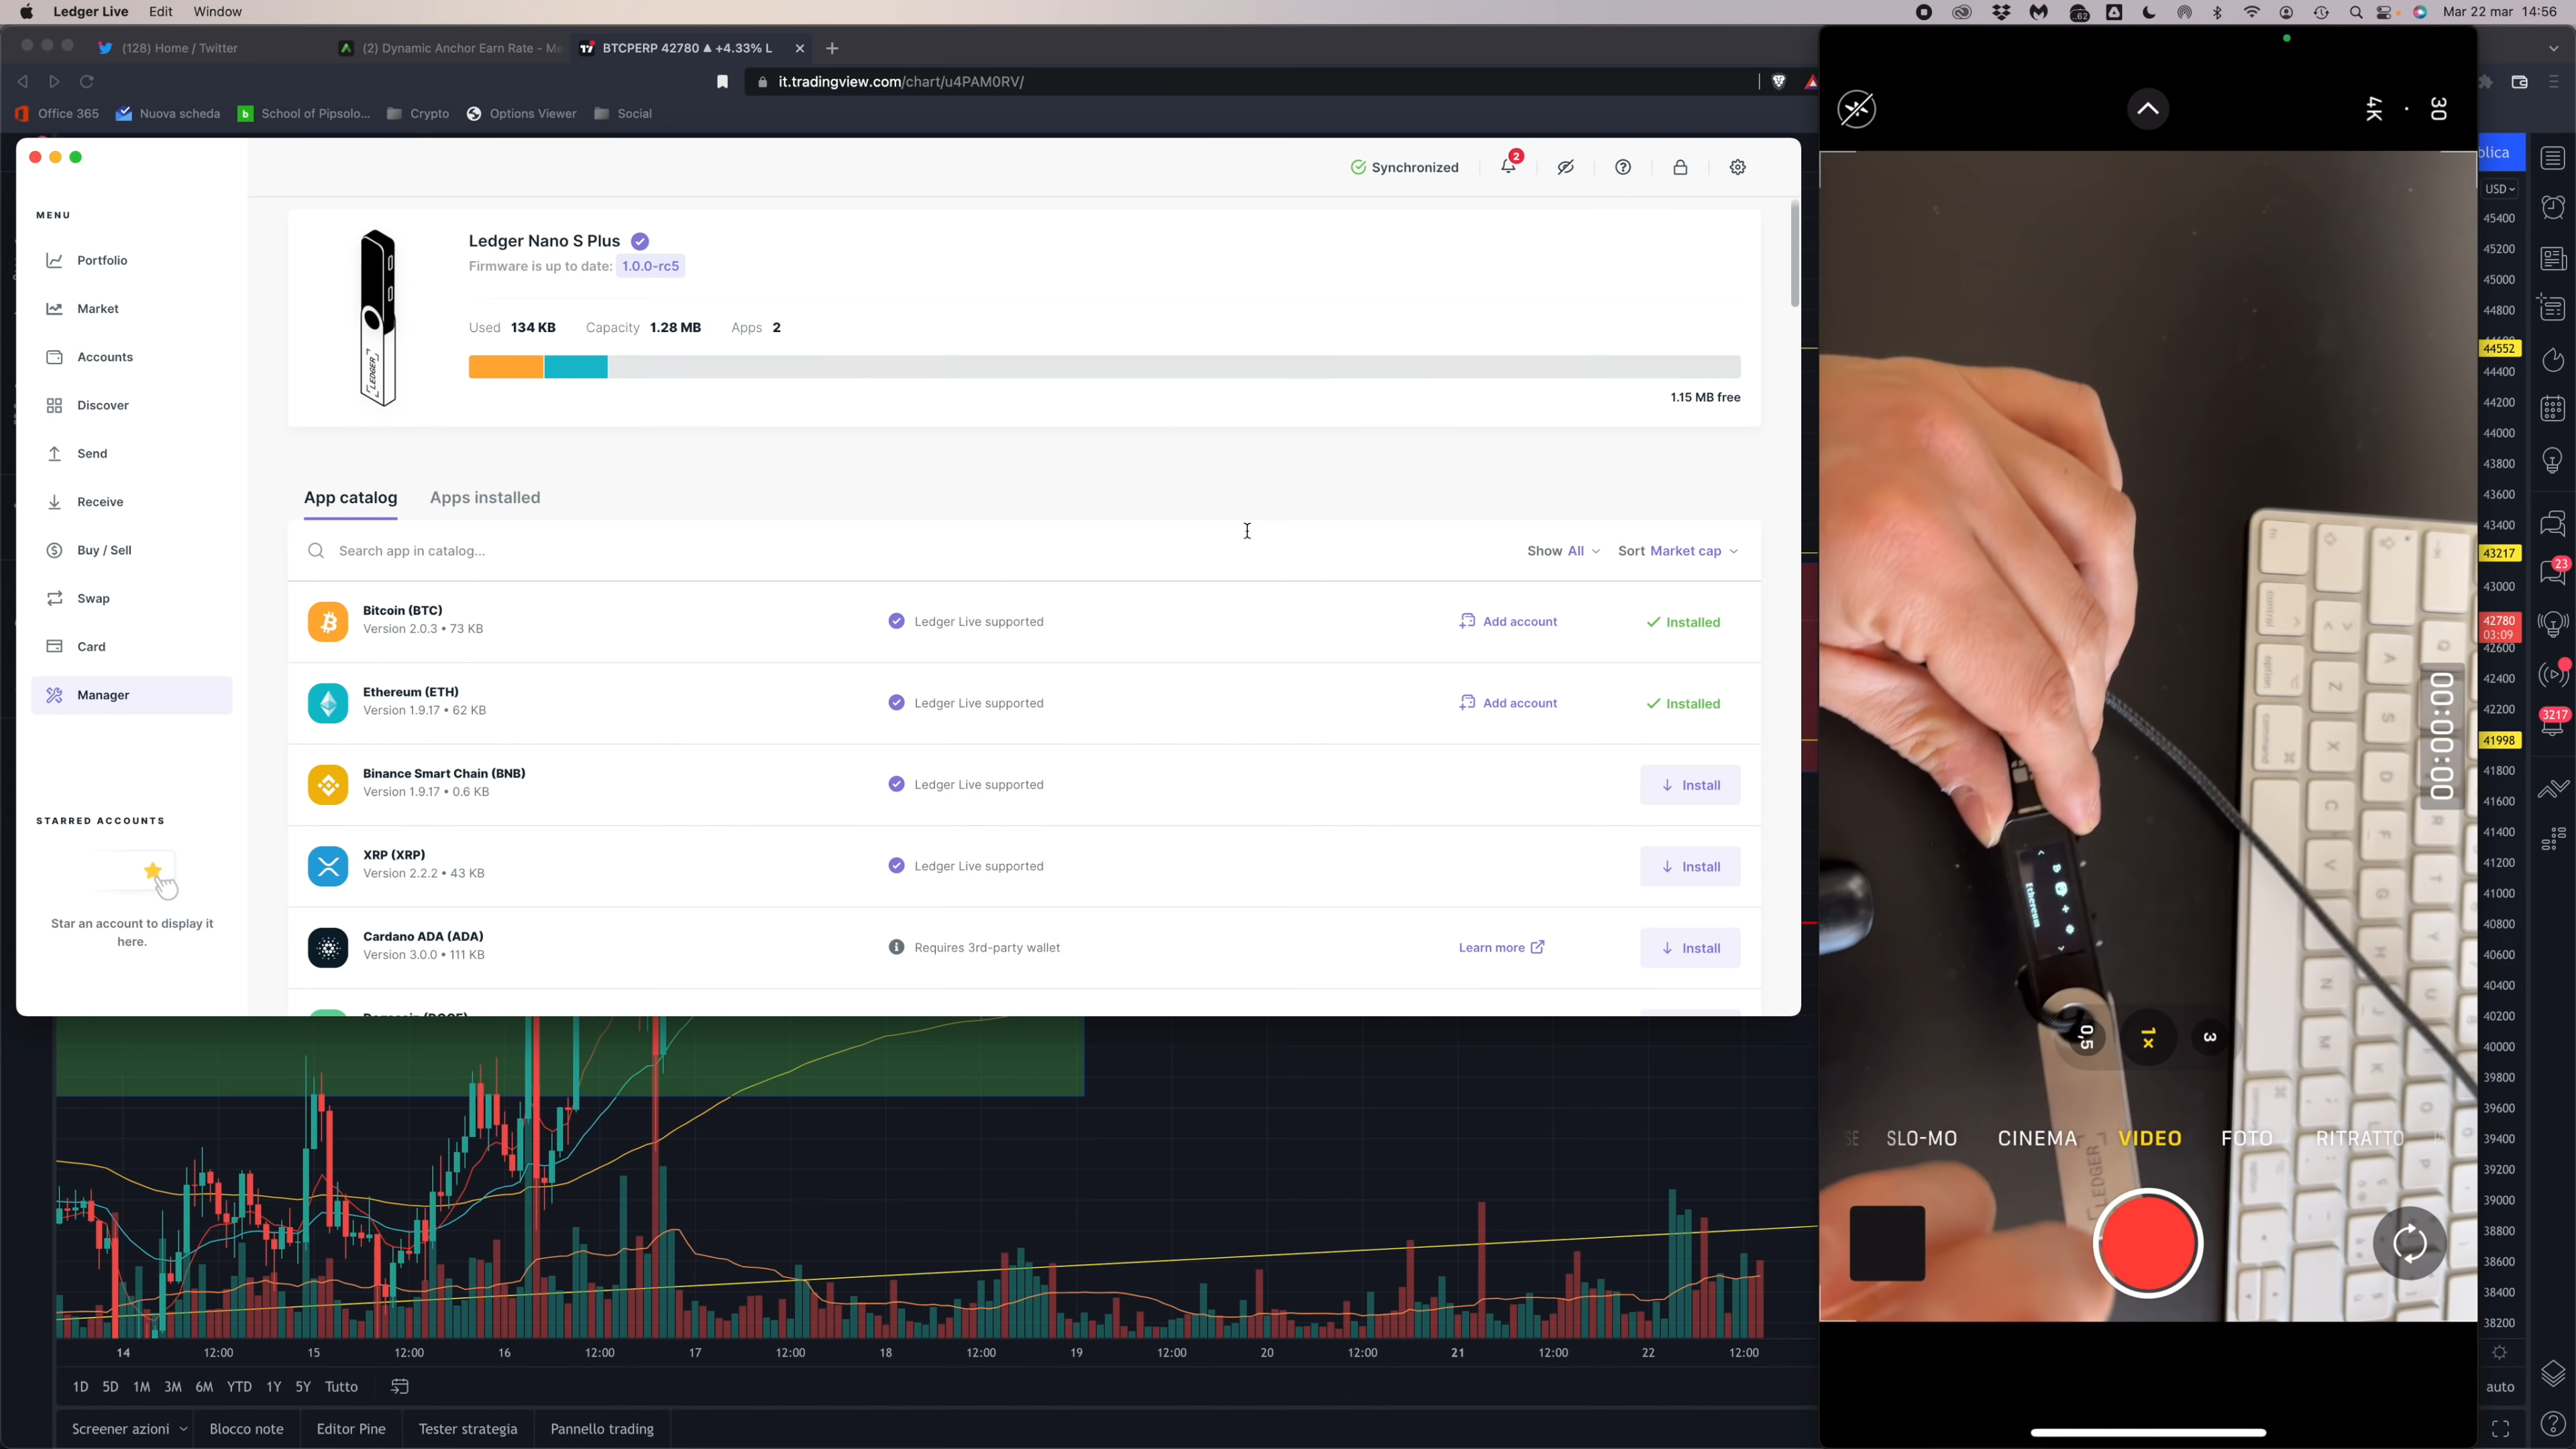 Ledger Live Edit Window
Mar 22 mar 14:56
(128) Home / Twitter
(2) Dynamic Anchor Earn Rate - Me
BTCPERP 42780 ▲ +4.33% L
it.tradingview.com/chart/u4PAM0RV/
Office 365
Nuova scheda
School of Pipsolo...
Crypto
Options Viewer
Social
MENU
Portfolio
Market
Accounts
Discover
Send
Receive
Buy / Sell
Swap
Card
Manager
STARRED ACCOUNTS
Star an account to display it
here.
Synchronized
2
Ledger Nano S Plus
Firmware is up to date: 1.0.0-rc5
Used 134 KB Capacity 1.28 MB Apps 2
1.15 MB free
LEDGER
App catalog Apps installed
Search app in catalog...
Show All Sort Market cap
Bitcoin (BTC)
Version 2.0.3 • 73 KB
Ledger Live supported
Add account
Installed
Ethereum (ETH)
Version 1.9.17 • 62 KB
Ledger Live supported
Add account
Installed
Binance Smart Chain (BNB)
Version 1.9.17 • 0.6 KB
Ledger Live supported
Install
XRP (XRP)
Version 2.2.2 • 43 KB
Ledger Live supported
Install
Cardano ADA (ADA)
Version 3.0.0 • 111 KB
Requires 3rd-party wallet
Learn more
Install
14 12:00 15 12:00 16 12:00 17 12:00 18 12:00 19 12:00 20 12:00 21 12:00 22 12:00
1D 5D 1M 3M 6M YTD 1Y 5Y Tutto
Screener azioni Blocco note Editor Pine Tester strategia Pannello trading
4K · 30
00:00:00
Ethereum
0,5 1× 3
SLO-MO CINEMA VIDEO FOTO RITRATTO
LEDGER
blica
USD
45400
45200
45000
44800
44552
44400
44200
44000
43800
43600
43400
43217
43000
42780
03:09
42600
42400
42200
41998
41800
41600
41400
41200
41000
40800
40600
40400
40200
40000
39800
39600
39400
39200
39000
38800
38600
38400
38200
auto
23
3217